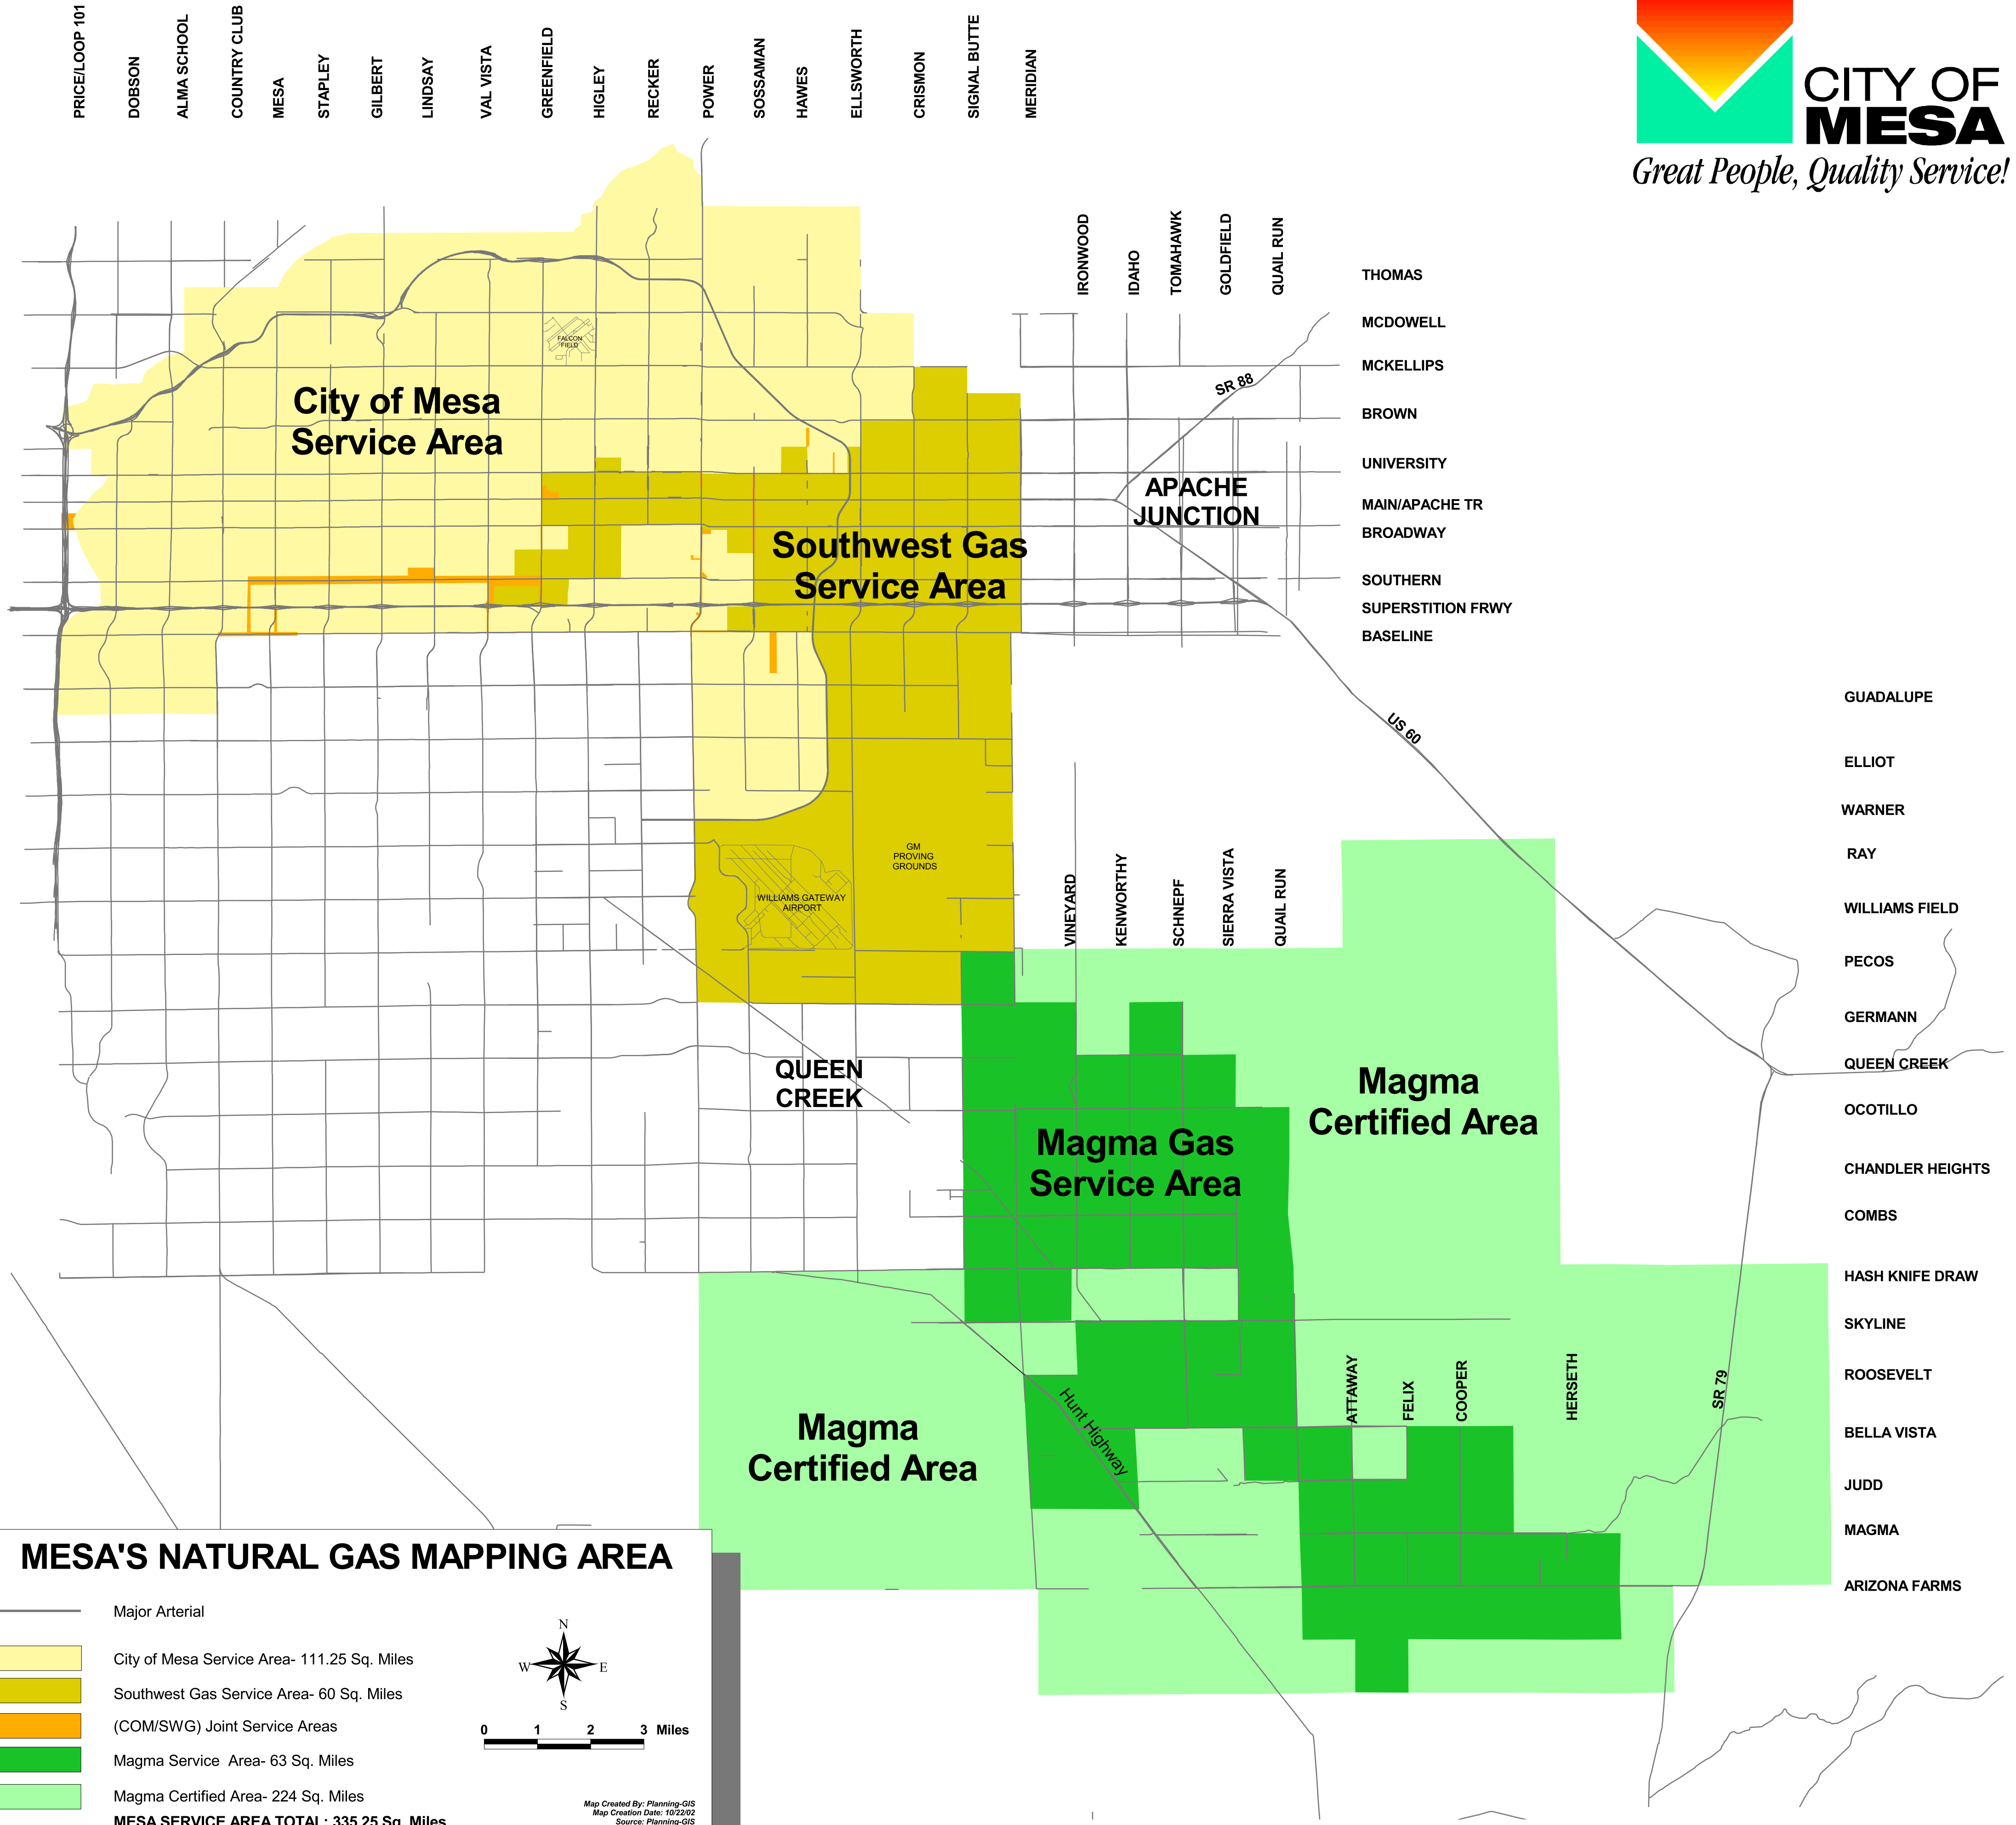 PRICE/LOOP 101
DOBSON
ALMA SCHOOL
COUNTRY CLUB
MESA
STAPLEY
GILBERT
LINDSAY
VAL VISTA
GREENFIELD
HIGLEY
RECKER
POWER
SOSSAMAN
HAWES
ELLSWORTH
CRISMON
SIGNAL BUTTE
MERIDIAN
CITY OF
MESA
Great People, Quality Service!
IRONWOOD
IDAHO
TOMAHAWK
GOLDFIELD
QUAIL RUN
THOMAS
MCDOWELL
MCKELLIPS
BROWN
UNIVERSITY
MAIN/APACHE TR
BROADWAY
SOUTHERN
SUPERSTITION FRWY
BASELINE
FALCON
FIELD
City of Mesa
Service Area
SR 88
APACHE
JUNCTION
Southwest Gas
Service Area
US 60
GUADALUPE
ELLIOT
WARNER
RAY
WILLIAMS FIELD
PECOS
GERMANN
QUEEN CREEK
OCOTILLO
CHANDLER HEIGHTS
COMBS
HASH KNIFE DRAW
SKYLINE
ROOSEVELT
BELLA VISTA
JUDD
MAGMA
ARIZONA FARMS
GM
PROVING
GROUNDS
WILLIAMS GATEWAY
AIRPORT
VINEYARD
KENWORTHY
SCHNEPF
SIERRA VISTA
QUAIL RUN
QUEEN
CREEK
Magma
Certified Area
Magma Gas
Service Area
Magma
Certified Area
Hunt Highway
ATTAWAY
FELIX
COOPER
HERSETH
SR 79
MESA'S NATURAL GAS MAPPING AREA
Major Arterial
City of Mesa Service Area- 111.25 Sq. Miles
Southwest Gas Service Area- 60 Sq. Miles
(COM/SWG) Joint Service Areas
Magma Service Area- 63 Sq. Miles
Magma Certified Area- 224 Sq. Miles
MESA SERVICE AREA TOTAL: 335.25 Sq. Miles
N
W E
S
0 1 2 3 Miles
Map Created By: Planning-GIS
Map Creation Date: 10/22/02
Source: Planning-GIS